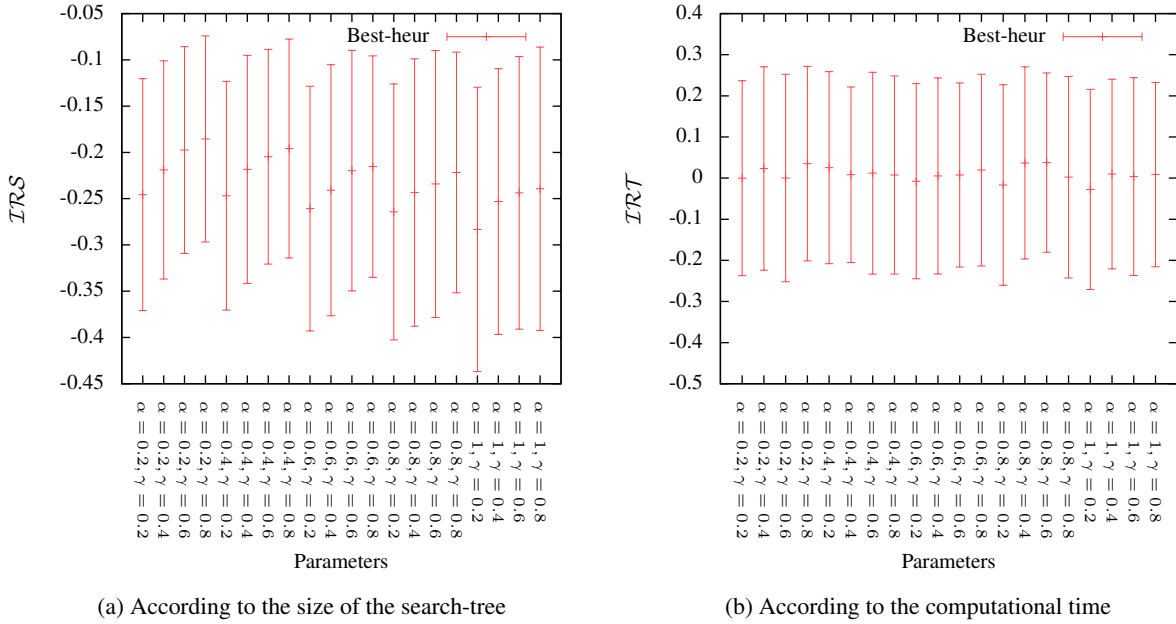 -0.05
-0.1
-0.15
-0.2
-0.25
-0.3
-0.35
-0.4
-0.45
IRS
Best-heur
α = 0.2, γ = 0.2
α = 0.2, γ = 0.4
α = 0.2, γ = 0.6
α = 0.2, γ = 0.8
α = 0.4, γ = 0.2
α = 0.4, γ = 0.4
α = 0.4, γ = 0.6
α = 0.4, γ = 0.8
α = 0.6, γ = 0.2
α = 0.6, γ = 0.4
α = 0.6, γ = 0.6
α = 0.6, γ = 0.8
α = 0.8, γ = 0.2
α = 0.8, γ = 0.4
α = 0.8, γ = 0.6
α = 0.8, γ = 0.8
α = 1, γ = 0.2
α = 1, γ = 0.4
α = 1, γ = 0.6
α = 1, γ = 0.8
Parameters
(a) According to the size of the search-tree
0.4
0.3
0.2
0.1
0
-0.1
-0.2
-0.3
-0.4
-0.5
IRT
Best-heur
α = 0.2, γ = 0.2
α = 0.2, γ = 0.4
α = 0.2, γ = 0.6
α = 0.2, γ = 0.8
α = 0.4, γ = 0.2
α = 0.4, γ = 0.4
α = 0.4, γ = 0.6
α = 0.4, γ = 0.8
α = 0.6, γ = 0.2
α = 0.6, γ = 0.4
α = 0.6, γ = 0.6
α = 0.6, γ = 0.8
α = 0.8, γ = 0.2
α = 0.8, γ = 0.4
α = 0.8, γ = 0.6
α = 0.8, γ = 0.8
α = 1, γ = 0.2
α = 1, γ = 0.4
α = 1, γ = 0.6
α = 1, γ = 0.8
Parameters
(b) According to the computational time